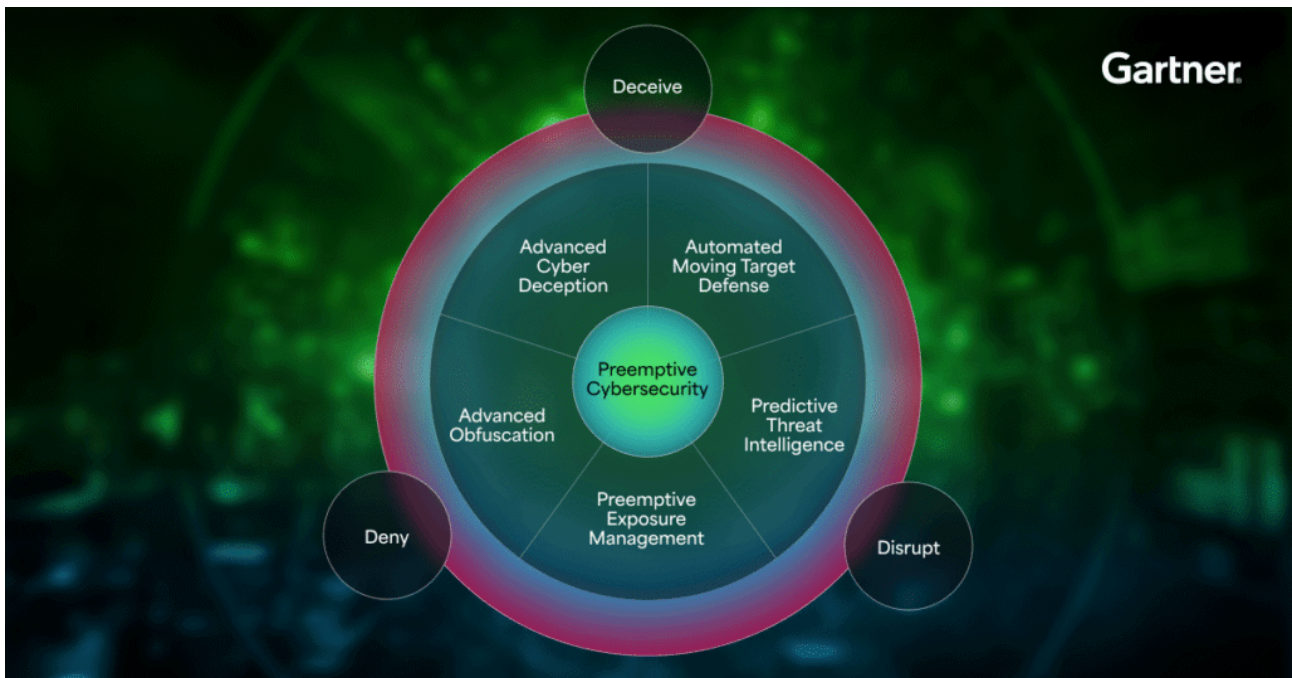 Gartner
Deceive
Advanced
Cyber
Deception
Automated
Moving Target
Defense
Preemptive
Cybersecurity
Advanced
Obfuscation
Predictive
Threat
Intelligence
Preemptive
Exposure
Management
Deny
Disrupt